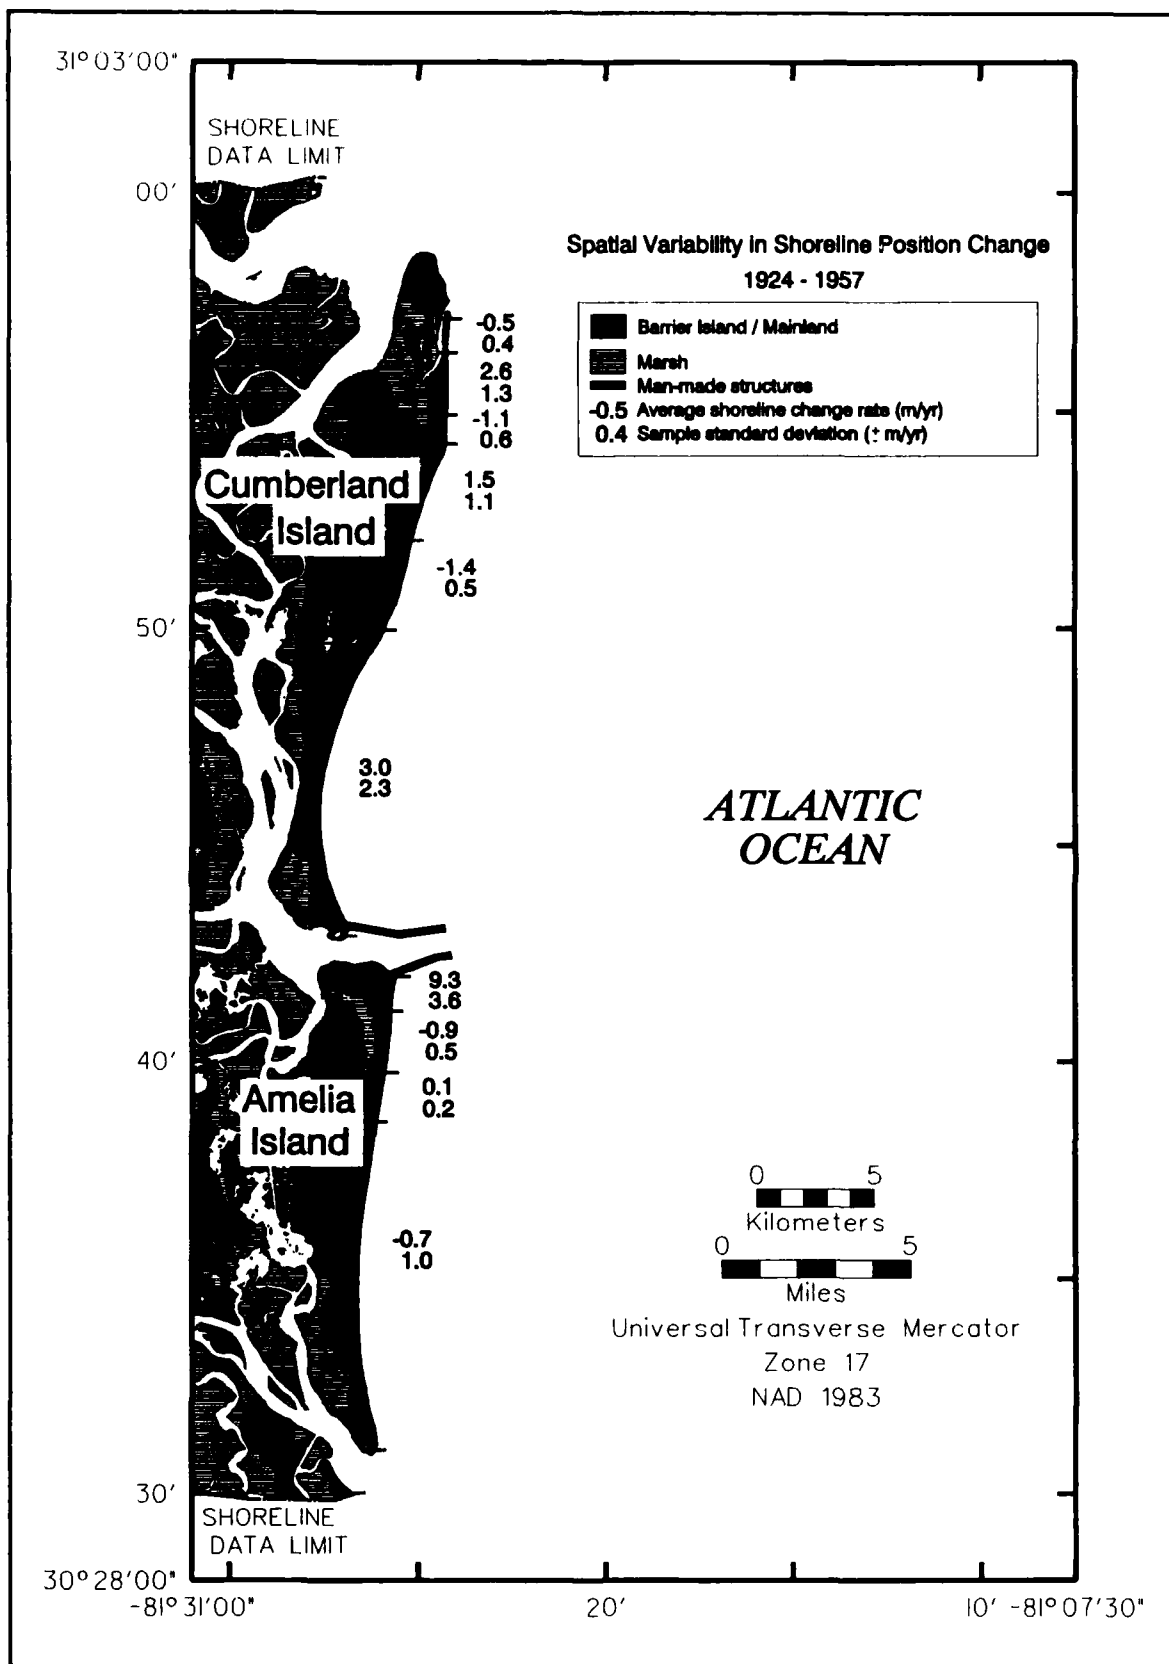 31°03'00"
SHORELINE
DATA LIMIT
00'
Spatial Variability in Shoreline Position Change
1924 - 1957
Barrier Island / Mainland
Marsh
Man-made structures
-0.5 Average shoreline change rate (m/yr)
0.4 Sample standard deviation (± m/yr)
-0.5
0.4
2.6
1.3
-1.1
0.6
Cumberland
Island
1.5
1.1
-1.4
0.5
50'
3.0
2.3
ATLANTIC
OCEAN
9.3
3.6
-0.9
0.5
40'
0.1
0.2
Amelia
Island
-0.7
1.0
0 5
Kilometers
0 5
Miles
Universal Transverse Mercator
Zone 17
NAD 1983
30'
SHORELINE
DATA LIMIT
30°28'00"
-81°31'00" 20' 10' -81°07'30"